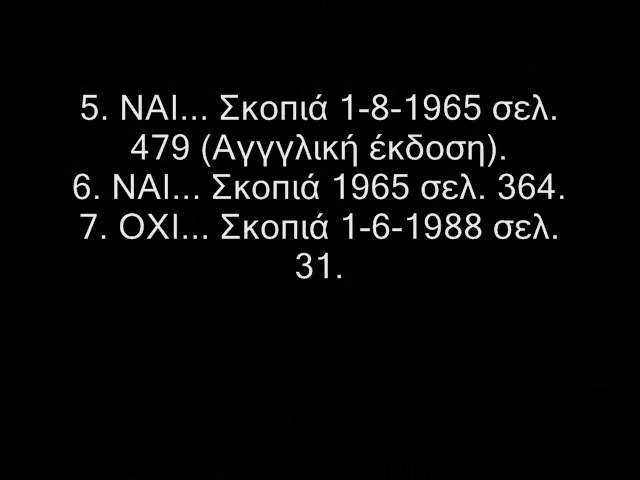 5. ΝΑΙ... Σκοπιά 1-8-1965 σελ.
479 (Αγγγλική έκδοση).
6. ΝΑΙ... Σκοπιά 1965 σελ. 364.
7. ΟΧΙ... Σκοπιά 1-6-1988 σελ.
31.